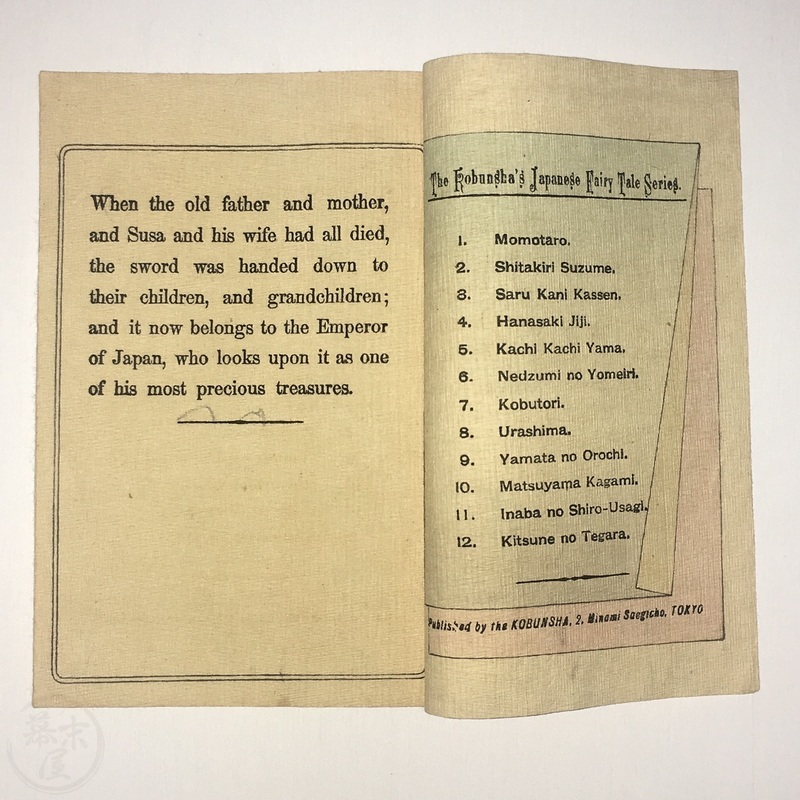 When the old father and mother,
and Susa and his wife had all died,
the sword was handed down to
their children, and grandchildren;
and it now belongs to the Emperor
of Japan, who looks upon it as one
of his most precious treasures.
The Kobunsha's Japanese Fairy Tale Series.
1. Momotaro.
2. Shitakiri Suzume.
3. Saru Kani Kassen.
4. Hanasaki Jiji.
5. Kachi Kachi Yama.
6. Nedzumi no Yomeiri.
7. Kobutori.
8. Urashima.
9. Yamata no Orochi.
10. Matsuyama Kagami.
11. Inaba no Shiro-Usagi.
12. Kitsune no Tegara.
Published by the KOBUNSHA, 2, Minami Saegicho, TOKYO
幕末屋